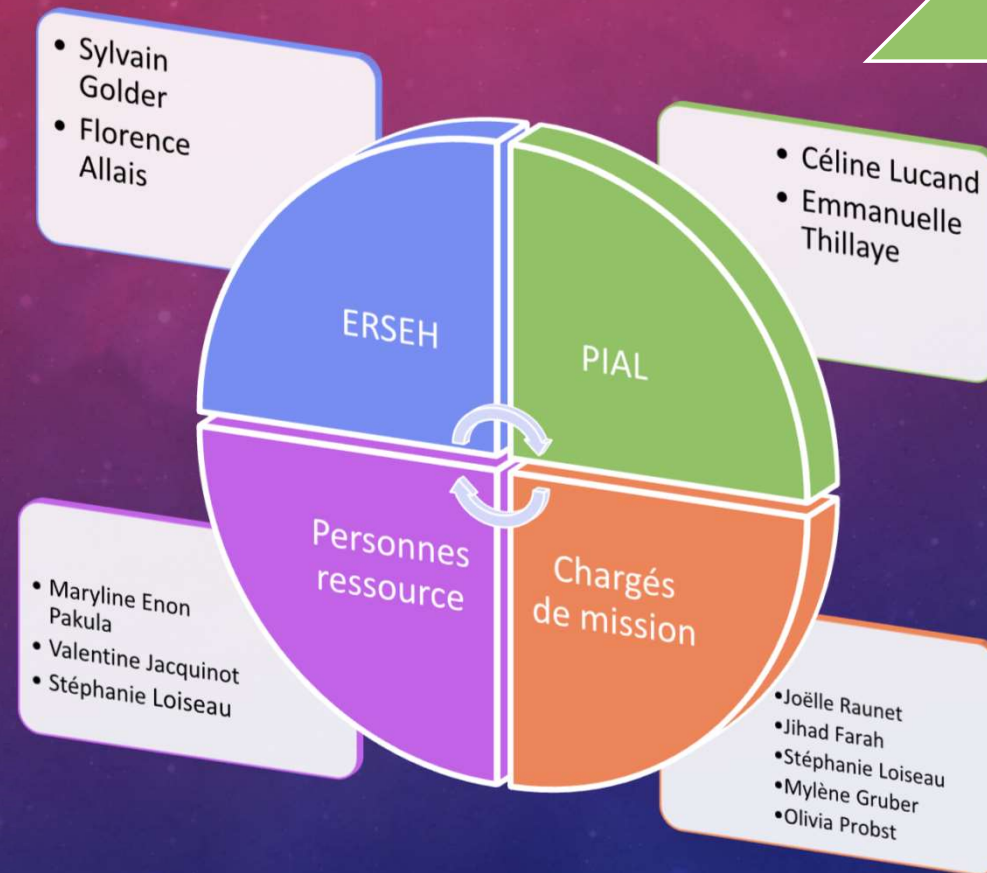 • Sylvain
Golder
• Florence
Allais
• Céline Lucand
• Emmanuelle
Thillaye
ERSEH
PIAL
Personnes
ressource
Chargés
de mission
• Maryline Enon
Pakula
• Valentine Jacquinot
• Stéphanie Loiseau
•Joëlle Raunet
•Jihad Farah
•Stéphanie Loiseau
•Mylène Gruber
•Olivia Probst